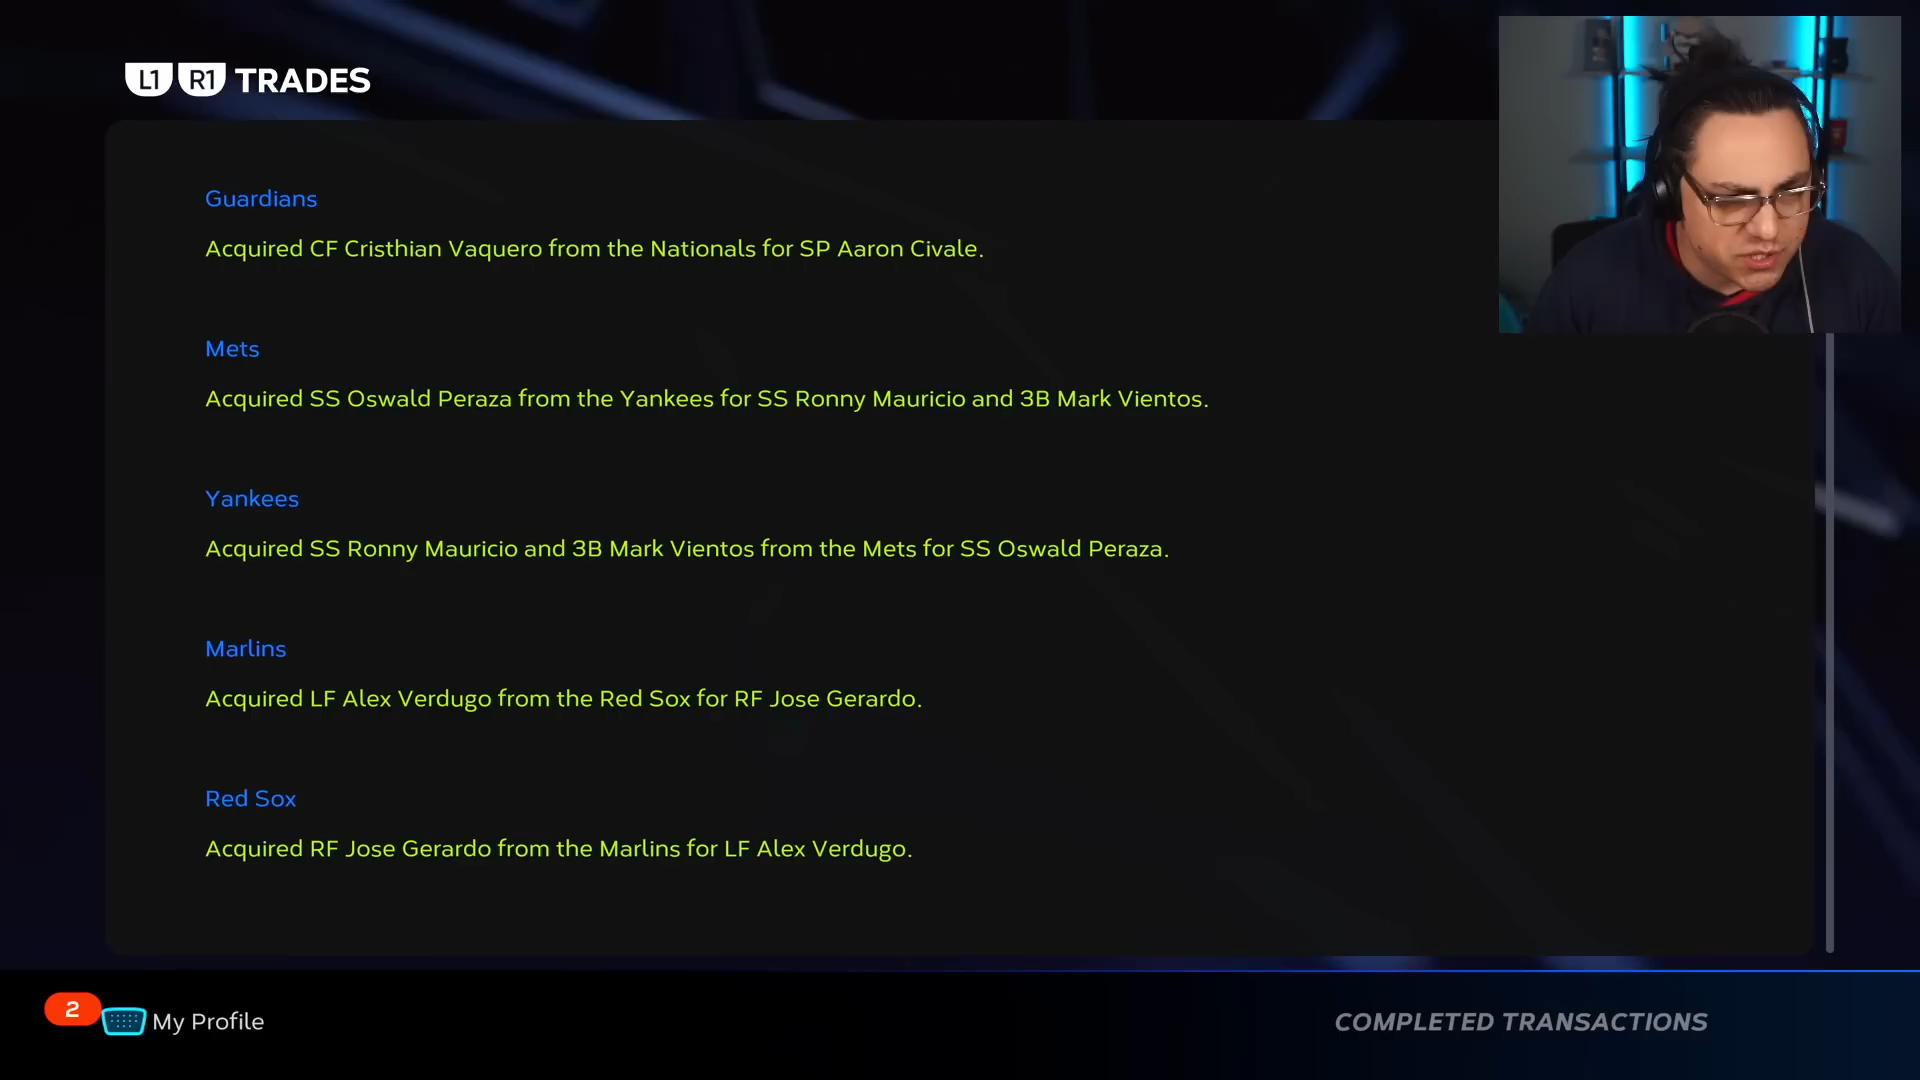 L1 R1 TRADES
Guardians
Acquired CF Cristhian Vaquero from the Nationals for SP Aaron Civale.
Mets
Acquired SS Oswald Peraza from the Yankees for SS Ronny Mauricio and 3B Mark Vientos.
Yankees
Acquired SS Ronny Mauricio and 3B Mark Vientos from the Mets for SS Oswald Peraza.
Marlins
Acquired LF Alex Verdugo from the Red Sox for RF Jose Gerardo.
Red Sox
Acquired RF Jose Gerardo from the Marlins for LF Alex Verdugo.
2 My Profile
COMPLETED TRANSACTIONS